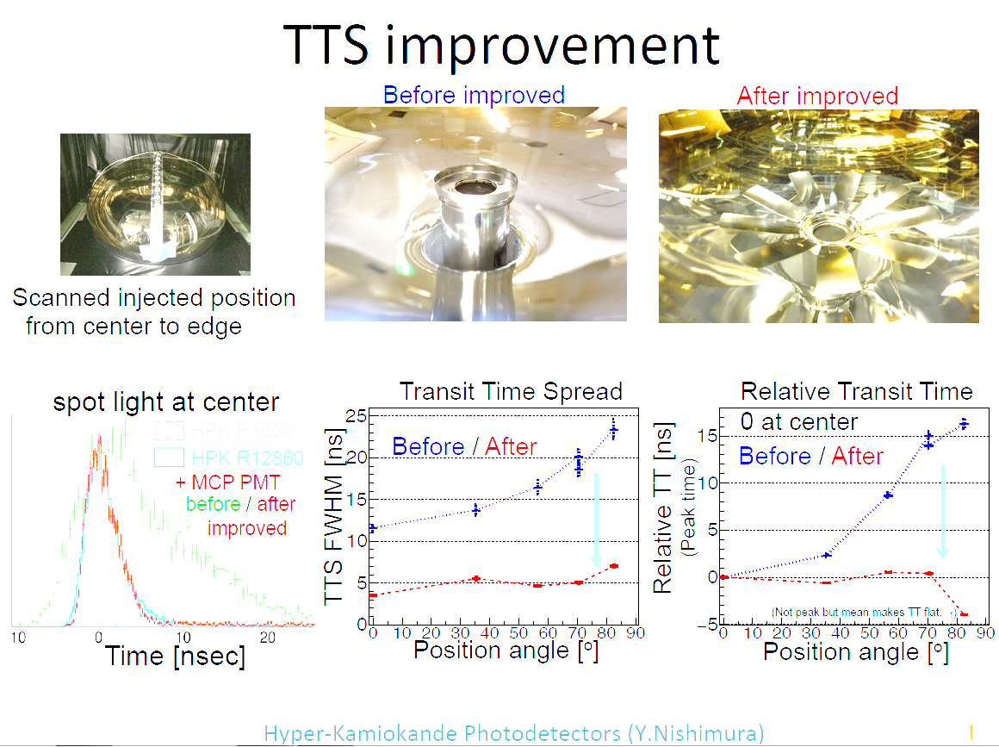 TTS improvement
Before improved
After improved
Scanned injected position
from center to edge
spot light at center
HPK R3600
HPK R12860
+ MCP PMT
before / after
improved
10 0 10 20
Time [nsec]
Transit Time Spread
Before / After
TTS FWHM [ns]
25
20
15
10
5
0
0 10 20 30 40 50 60 70 80 90
Position angle [o]
Relative Transit Time
0 at center
Before / After
Relative TT [ns]
(Peak time)
15
10
5
0
−5
(Not peak but mean makes TT flat. )
0 10 20 30 40 50 60 70 80 90
Position angle [o]
Hyper-Kamiokande Photodetectors (Y.Nishimura)
1